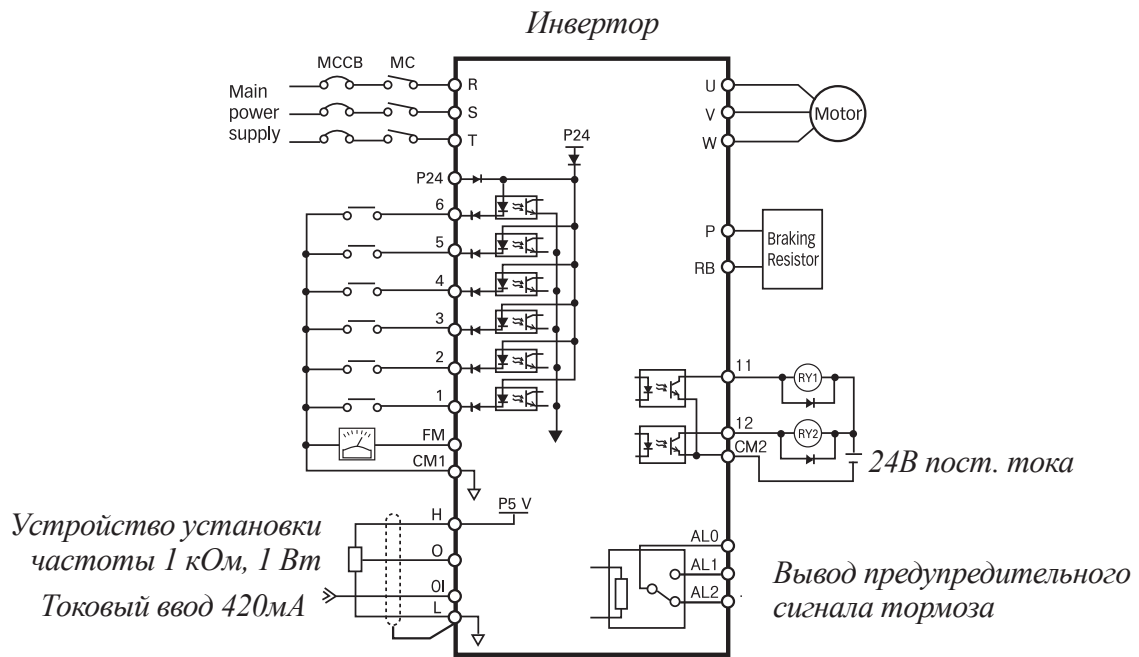 Инвертор
MCCB MC
Main
power
supply
R
S
T
U
V
W
Motor
P24
P24
6
5
4
3
2
1
FM
CM1
P
RB
Braking
Resistor
11
RY1
12
RY2
CM2
24В пост. тока
P5 V
H
O
OI
L
Устройство установки
частоты 1 кОм, 1 Вт
Токовый ввод 420мА
AL0
AL1
AL2
Вывод предупредительного
сигнала тормоза